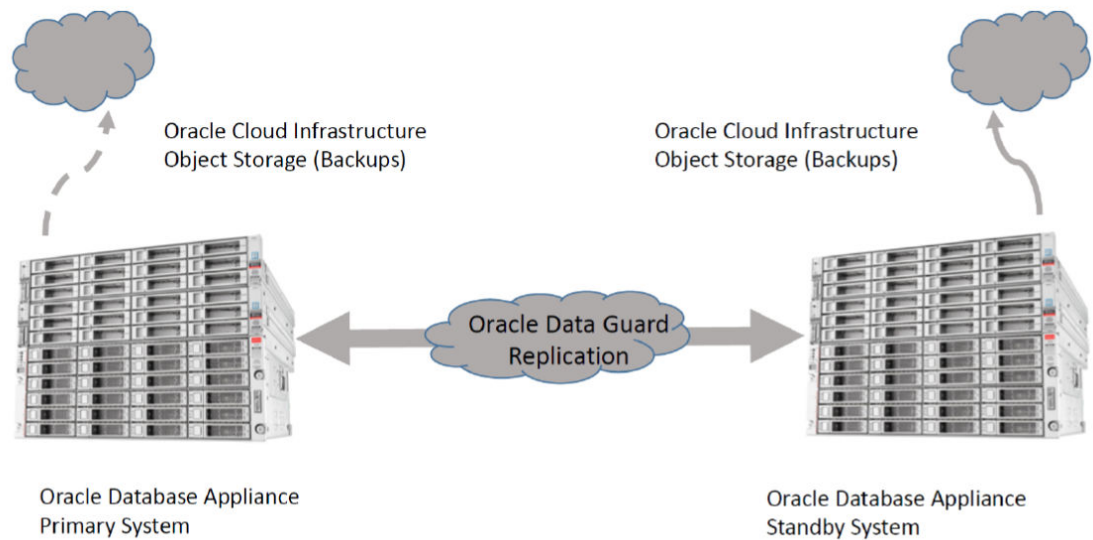 Oracle Cloud Infrastructure
Object Storage (Backups)
Oracle Cloud Infrastructure
Object Storage (Backups)
Oracle Data Guard
Replication
Oracle Database Appliance
Primary System
Oracle Database Appliance
Standby System